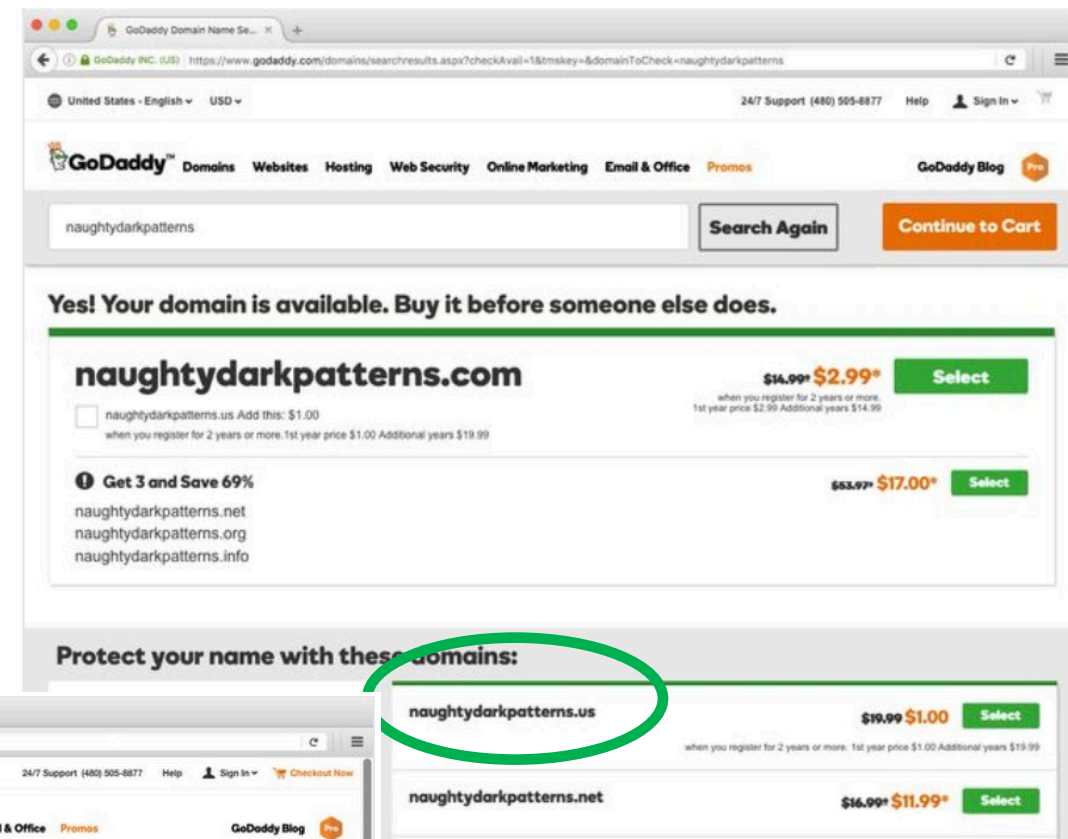 GoDaddy Domain Name Se...
GoDaddy INC. (US) https://www.godaddy.com/domains/searchresults.aspx?checkAvail=1&tmskey=&domainToCheck=naughtydarkpatterns
United States - English USD 24/7 Support (480) 505-8877 Help Sign In
GoDaddy™ Domains Websites Hosting Web Security Online Marketing Email & Office Promos GoDaddy Blog Pro
naughtydarkpatterns Search Again Continue to Cart
Yes! Your domain is available. Buy it before someone else does.
naughtydarkpatterns.com $14.99* $2.99* Select
when you register for 2 years or more.
1st year price $2.99 Additional years $14.99
naughtydarkpatterns.us Add this: $1.00
when you register for 2 years or more.1st year price $1.00 Additional years $19.99
Get 3 and Save 69% $53.97* $17.00* Select
naughtydarkpatterns.net
naughtydarkpatterns.org
naughtydarkpatterns.info
Protect your name with these domains:
naughtydarkpatterns.us $19.99 $1.00 Select
when you register for 2 years or more. 1st year price $1.00 Additional years $19.99
naughtydarkpatterns.net $16.99* $11.99* Select
24/7 Support (480) 505-8877 Help Sign In Checkout Now
& Office Promos GoDaddy Blog Pro